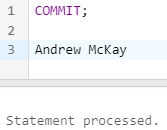 1 COMMIT;
2
3 Andrew McKay
Statement processed.